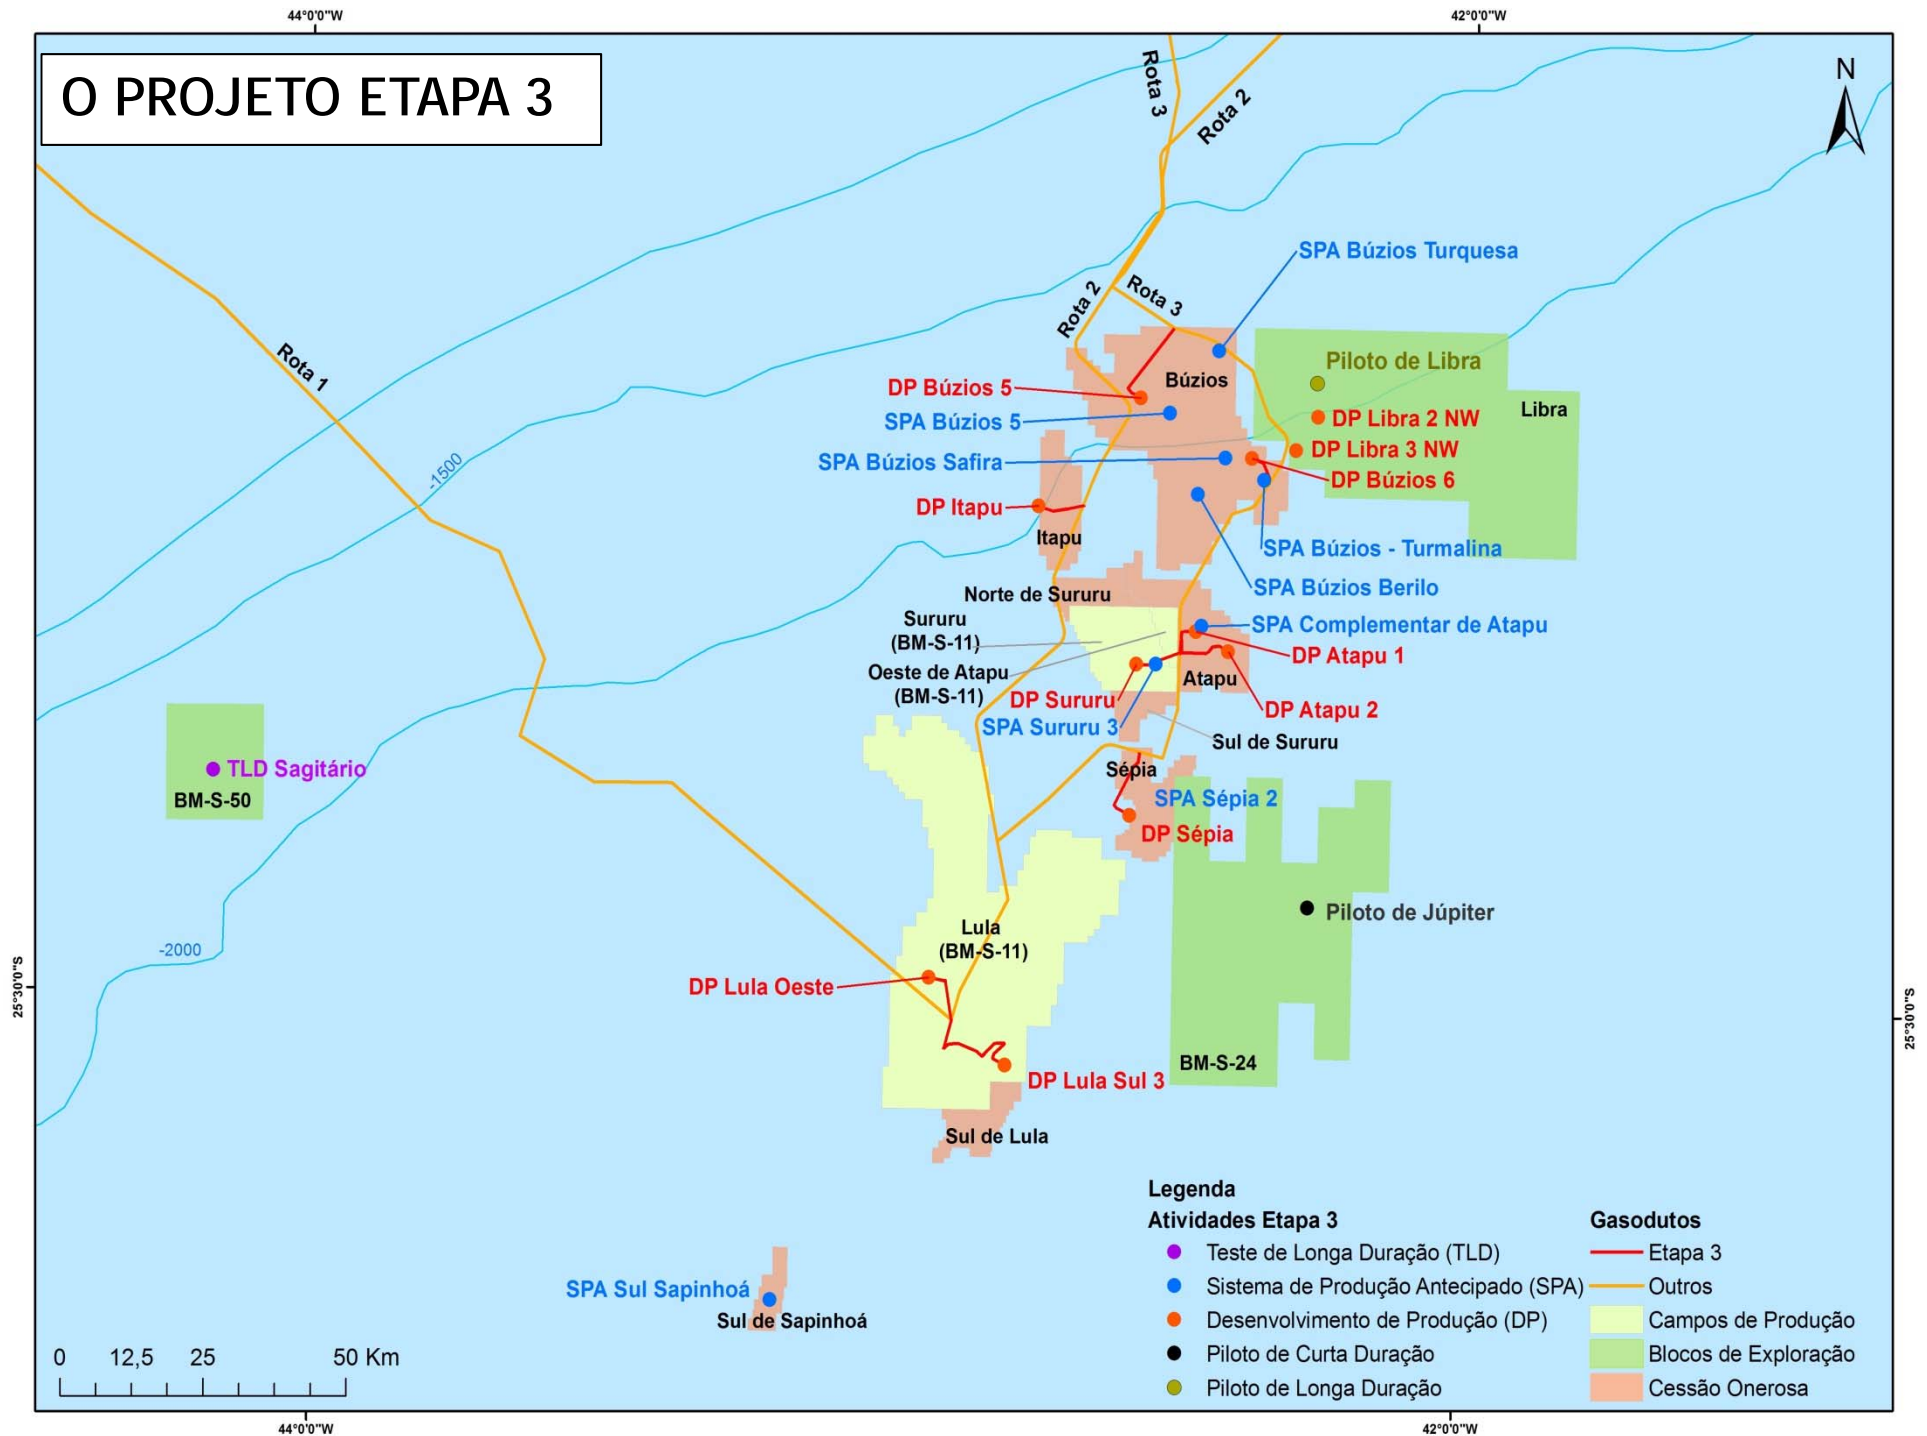 44°0'0"W
42°0'0"W
O PROJETO ETAPA 3
N
Rota 3
Rota 2
SPA Búzios Turquesa
Rota 2
Rota 3
Rota 1
Piloto de Libra
Búzios
DP Búzios 5
Libra
SPA Búzios 5
DP Libra 2 NW
DP Libra 3 NW
SPA Búzios Safira
-1500
DP Búzios 6
DP Itapu
Itapu
SPA Búzios - Turmalina
SPA Búzios Berilo
Norte de Sururu
Sururu
(BM-S-11)
SPA Complementar de Atapu
DP Atapu 1
Oeste de Atapu
(BM-S-11)
Atapu
DP Sururu
DP Atapu 2
SPA Sururu 3
Sul de Sururu
TLD Sagitário
BM-S-50
Sépia
SPA Sépia 2
DP Sépia
Piloto de Júpiter
Lula
(BM-S-11)
-2000
DP Lula Oeste
25°30'0"S
25°30'0"S
BM-S-24
DP Lula Sul 3
Sul de Lula
SPA Sul Sapinhoá
Sul de Sapinhoá
0 12,5 25 50 Km
Legenda
Atividades Etapa 3
Teste de Longa Duração (TLD)
Sistema de Produção Antecipado (SPA)
Desenvolvimento de Produção (DP)
Piloto de Curta Duração
Piloto de Longa Duração
Gasodutos
Etapa 3
Outros
Campos de Produção
Blocos de Exploração
Cessão Onerosa
44°0'0"W
42°0'0"W